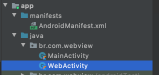 app
manifests
AndroidManifest.xml
java
br.com.webview
MainActivity
WebActivity